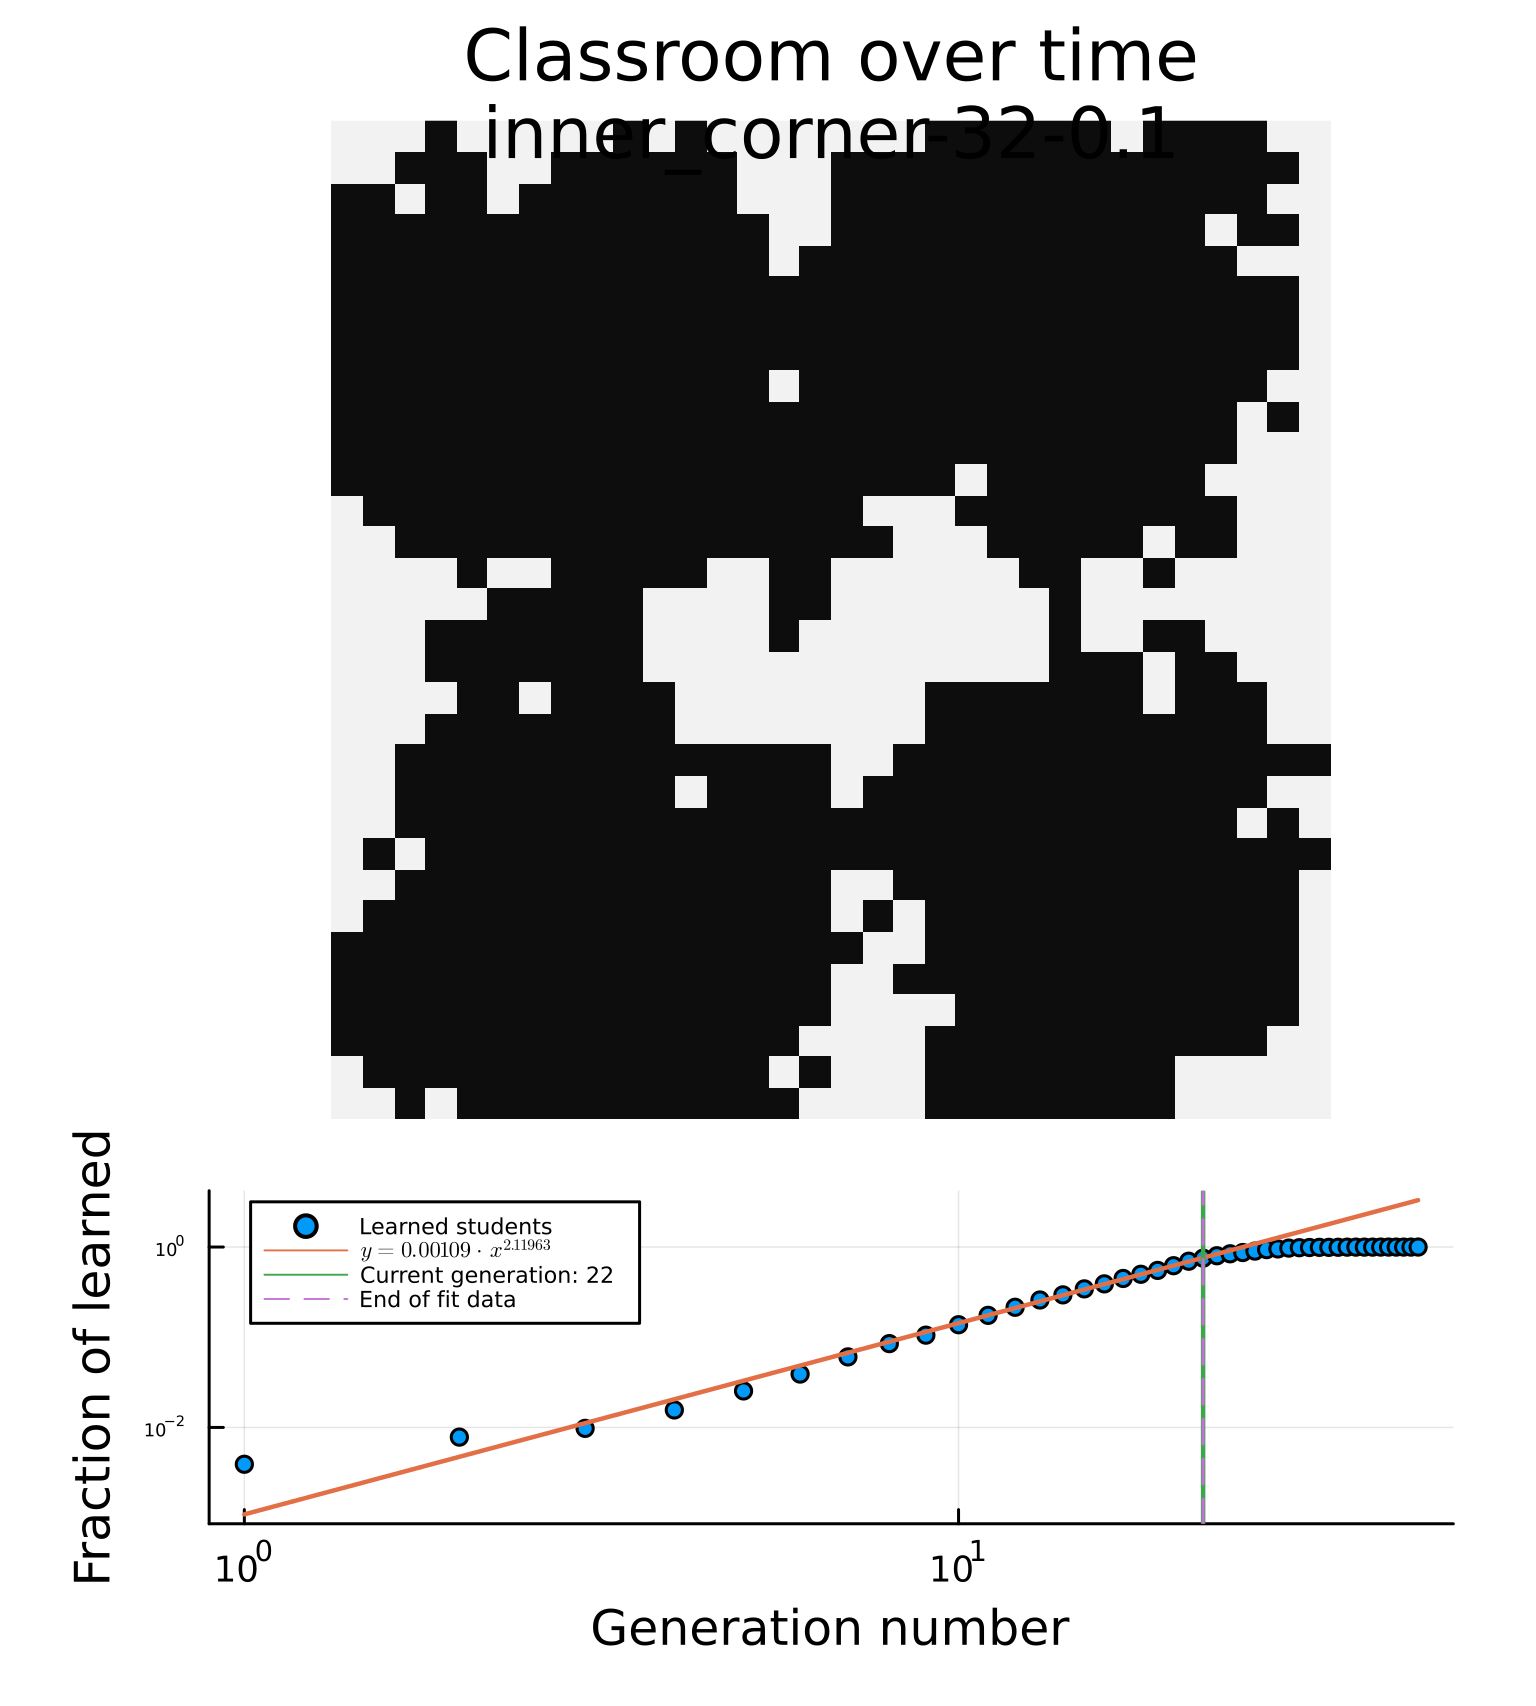 Classroom over time
inner_corner-32-0.1
Fraction of learned
10^0
10^-2
Learned students
y = 0.00109 · x^2.11963
Current generation: 22
End of fit data
10^0
10^1
Generation number